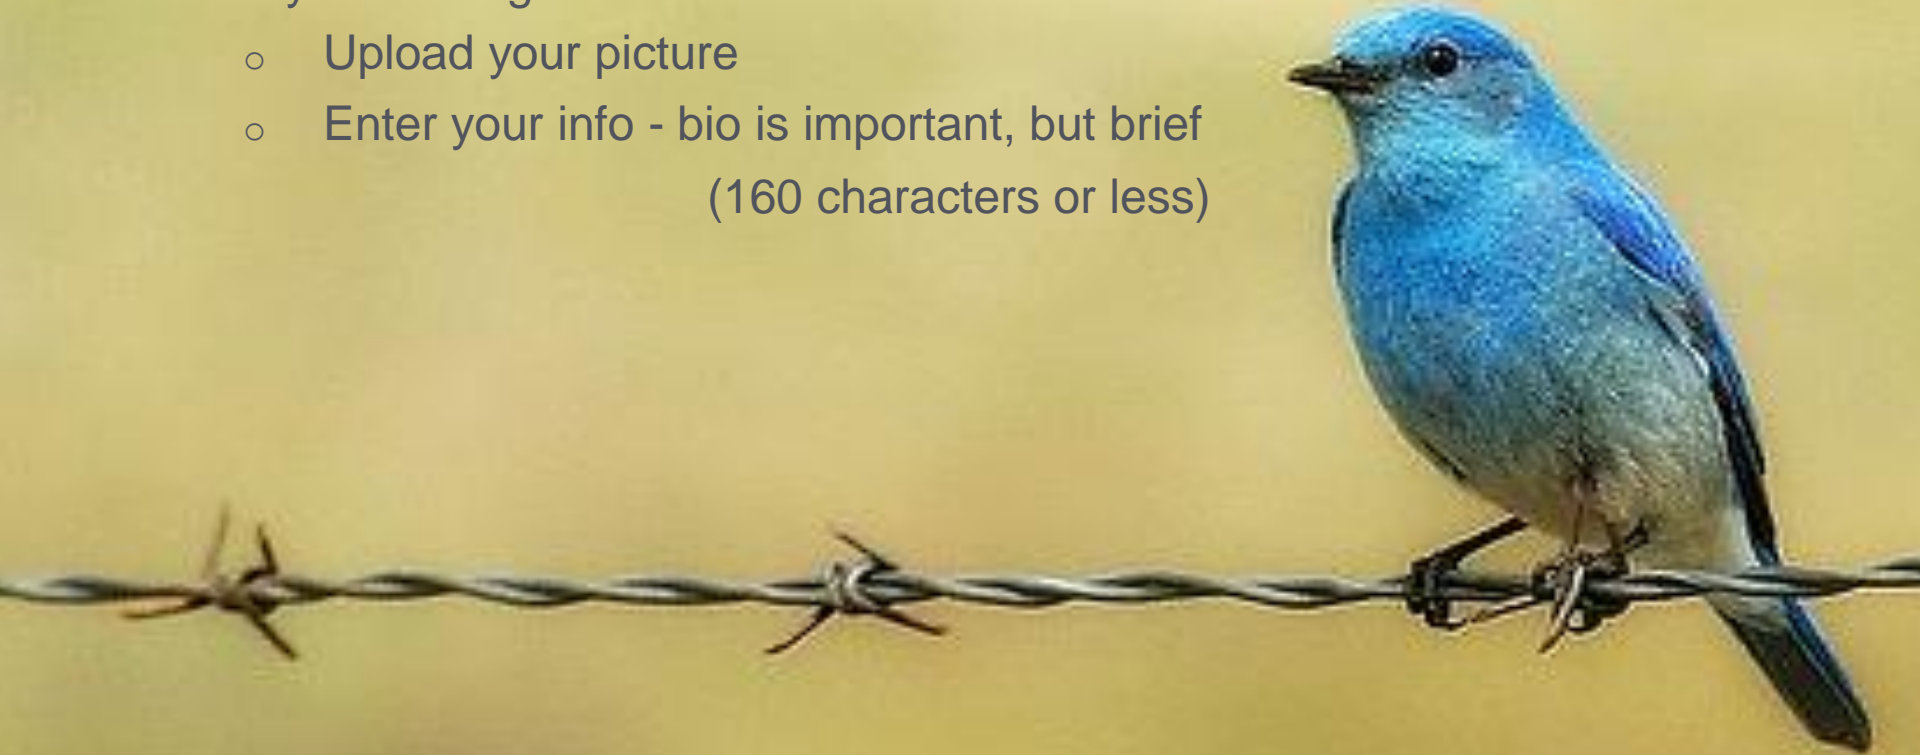 ○ Upload your picture
○ Enter your info - bio is important, but brief
(160 characters or less)